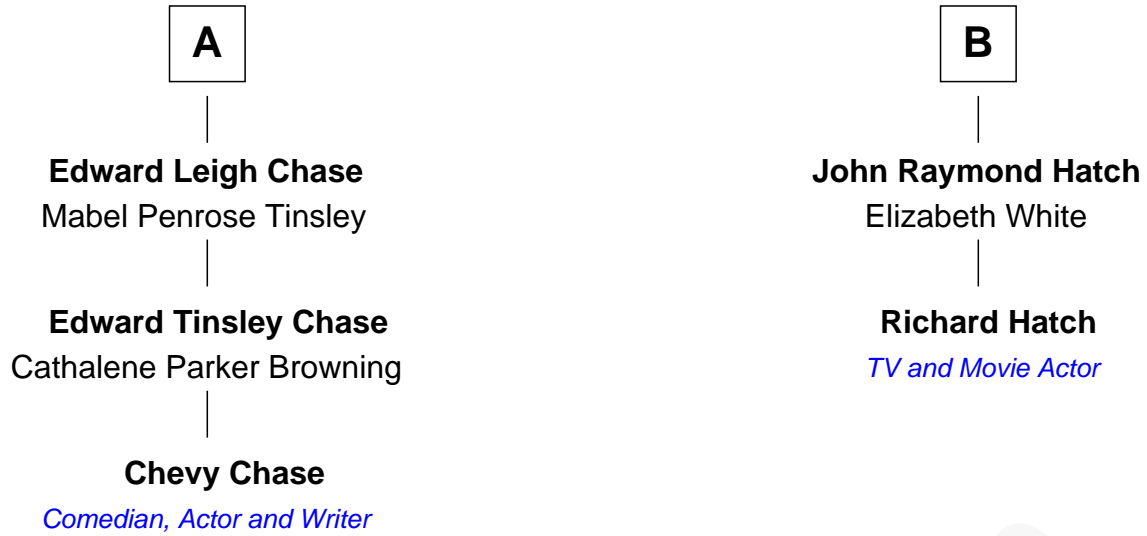 A
Edward Leigh Chase
Mabel Penrose Tinsley
Edward Tinsley Chase
Cathalene Parker Browning
Chevy Chase
Comedian, Actor and Writer
B
John Raymond Hatch
Elizabeth White
Richard Hatch
TV and Movie Actor